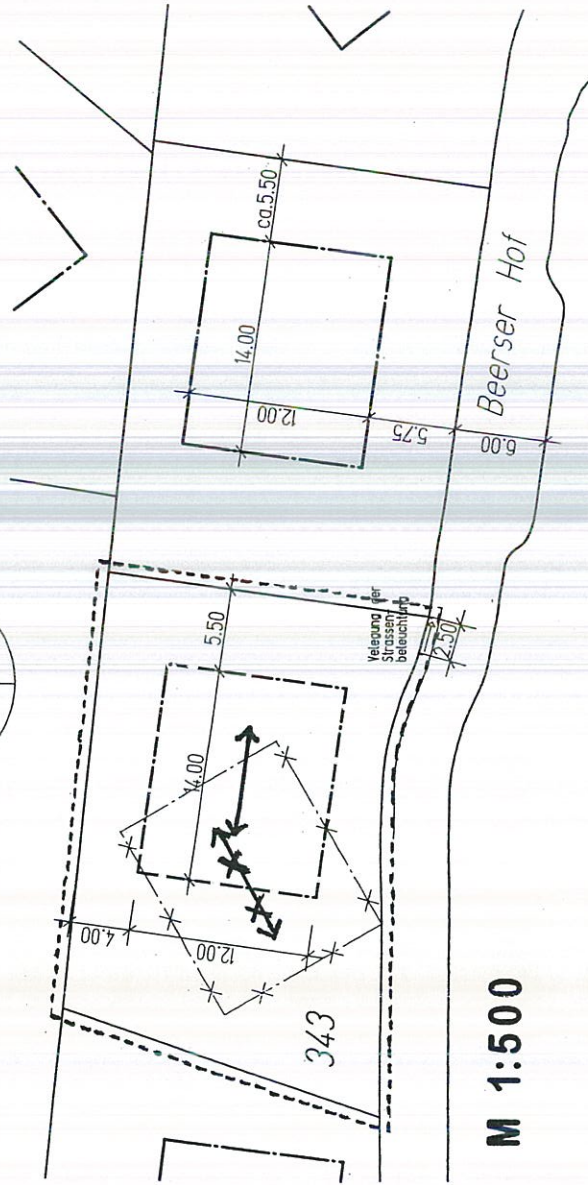 ca.5.50
14.00
12.00
5.75
6.00
Beerser Hof
5.50
14.00
4.00
12.00
Velegung der
Strassen-
beleuchtung
2.50
343
M 1:500